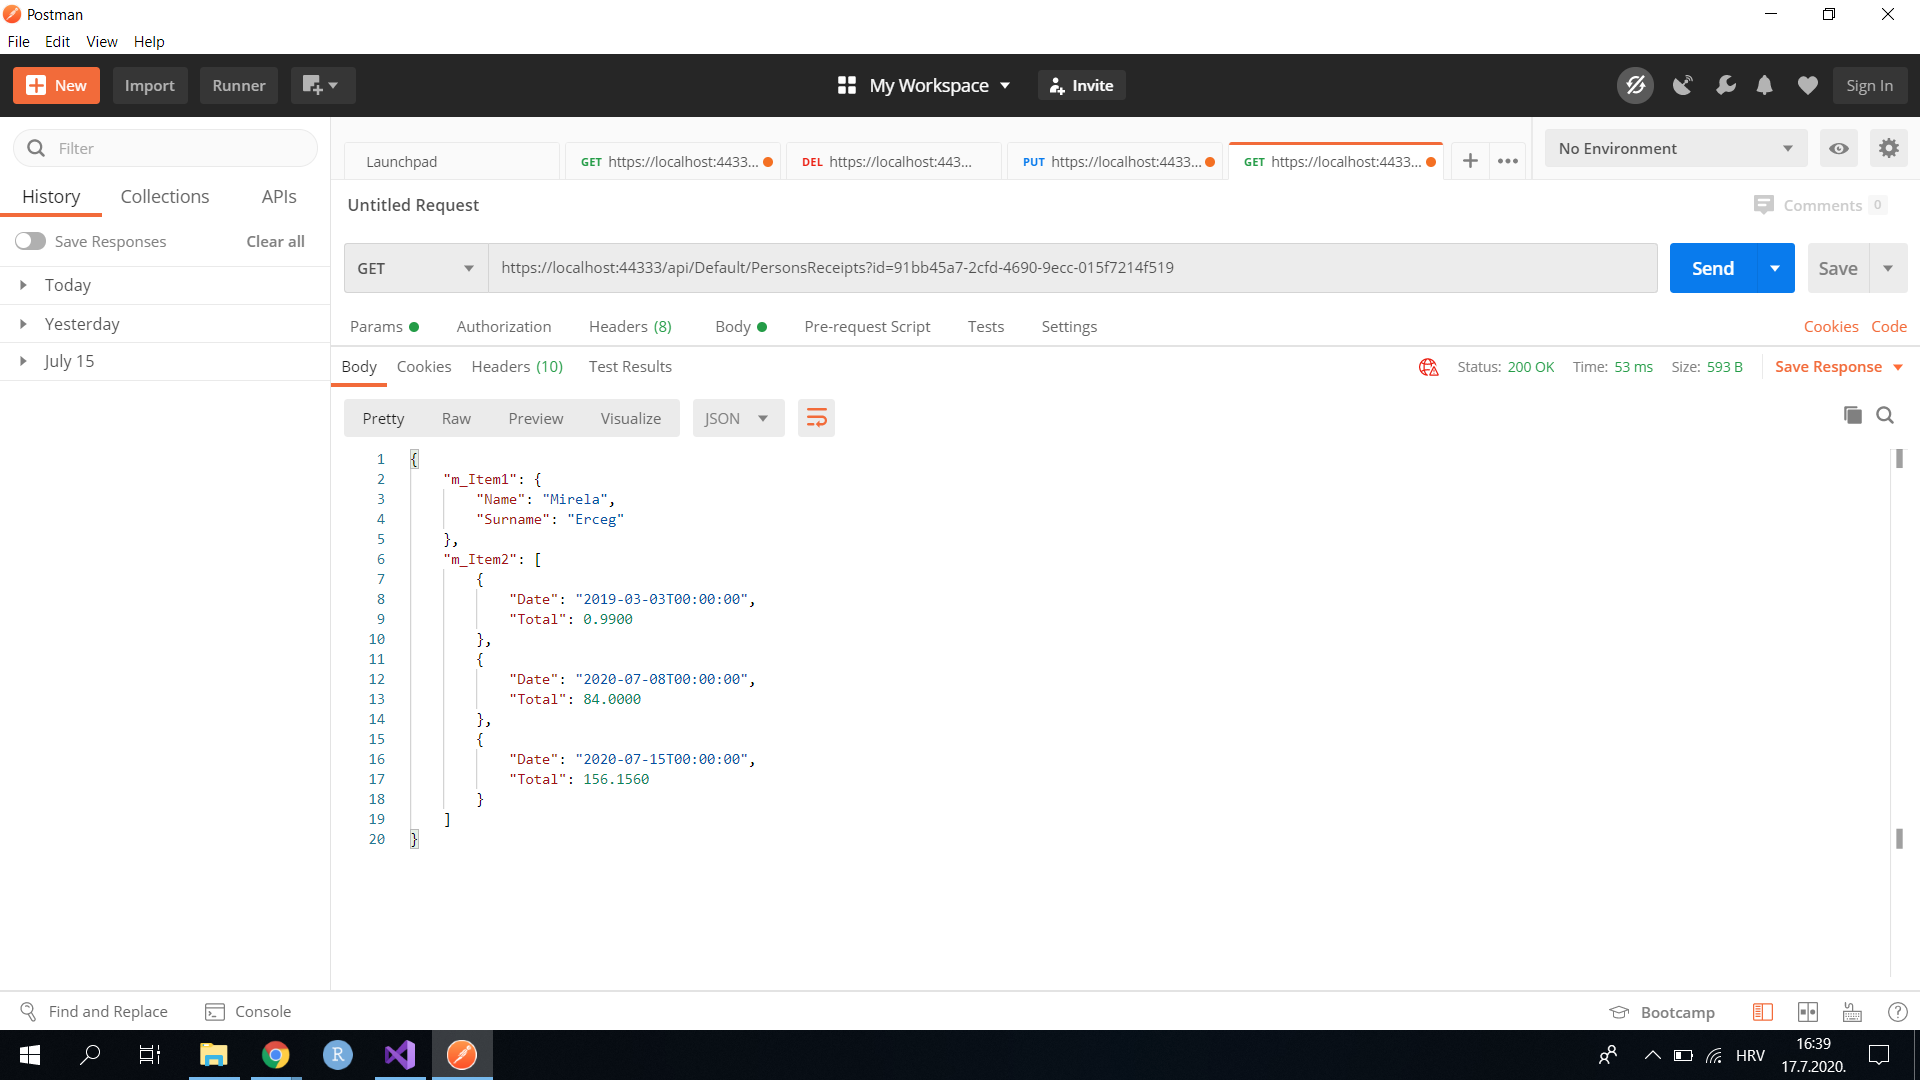 Postman
File Edit View Help
New Import Runner My Workspace Invite Sign In
Filter
Launchpad GET https://localhost:4433... DEL https://localhost:443... PUT https://localhost:4433... GET https://localhost:4433... No Environment
History Collections APIs
Untitled Request Comments 0
Save Responses Clear all
GET https://localhost:44333/api/Default/PersonsReceipts?id=91bb45a7-2cfd-4690-9ecc-015f7214f519 Send Save
Today
Yesterday
July 15
Params Authorization Headers (8) Body Pre-request Script Tests Settings Cookies Code
Body Cookies Headers (10) Test Results Status: 200 OK Time: 53 ms Size: 593 B Save Response
Pretty Raw Preview Visualize JSON
1 {
2 "m_Item1": {
3 "Name": "Mirela",
4 "Surname": "Erceg"
5 },
6 "m_Item2": [
7 {
8 "Date": "2019-03-03T00:00:00",
9 "Total": 0.9900
10 },
11 {
12 "Date": "2020-07-08T00:00:00",
13 "Total": 84.0000
14 },
15 {
16 "Date": "2020-07-15T00:00:00",
17 "Total": 156.1560
18 }
19 ]
20 }
Find and Replace Console Bootcamp
R HRV 16:39
17.7.2020.